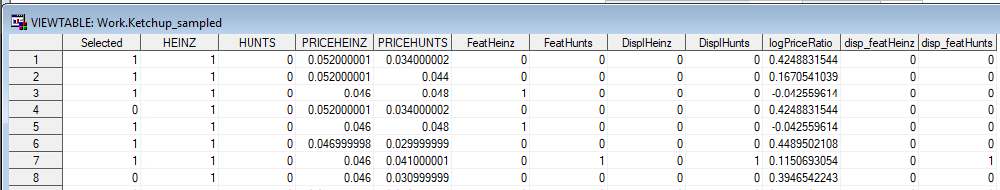 VIEWTABLE: Work.Ketchup_sampled
Selected HEINZ HUNTS PRICEHEINZ PRICEHUNTS FeatHeinz FeatHunts DisplHeinz DisplHunts logPriceRatio disp_featHeinz disp_featHunts
1 1 1 0 0.052000001 0.034000002 0 0 0 0 0.4248831544 0 0
2 1 1 0 0.052000001 0.044 0 0 0 0 0.1670541039 0 0
3 1 1 0 0.046 0.048 1 0 0 0 -0.042559614 0 0
4 0 1 0 0.052000001 0.034000002 0 0 0 0 0.4248831544 0 0
5 1 1 0 0.046 0.048 1 0 0 0 -0.042559614 0 0
6 1 1 0 0.046999998 0.029999999 0 0 0 0 0.4489502108 0 0
7 1 1 0 0.046 0.041000001 0 1 0 1 0.1150693054 0 1
8 0 1 0 0.046 0.030999999 0 0 0 0 0.3946542243 0 0